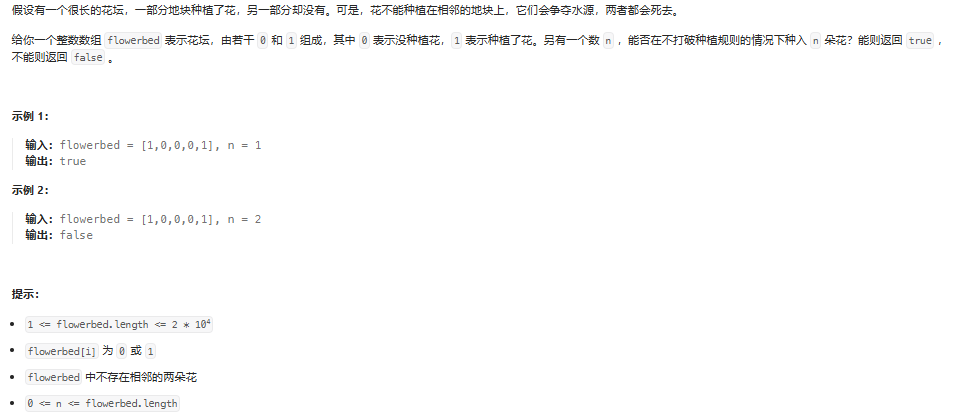 假设有一个很长的花坛，一部分地块种植了花，另一部分却没有。可是，花不能种植在相邻的地块上，它们会争夺水源，两者都会死去。
给你一个整数数组 flowerbed 表示花坛，由若干 0 和 1 组成，其中 0 表示没种植花，1 表示种植了花。另有一个数 n ，能否在不打破种植规则的情况下种入 n 朵花？能则返回 true ，
不能则返回 false 。
示例 1：
输入：flowerbed = [1,0,0,0,1], n = 1
输出：true
示例 2：
输入：flowerbed = [1,0,0,0,1], n = 2
输出：false
提示：
• 1 <= flowerbed.length <= 2 * 10⁴
• flowerbed[i] 为 0 或 1
• flowerbed 中不存在相邻的两朵花
• 0 <= n <= flowerbed.length